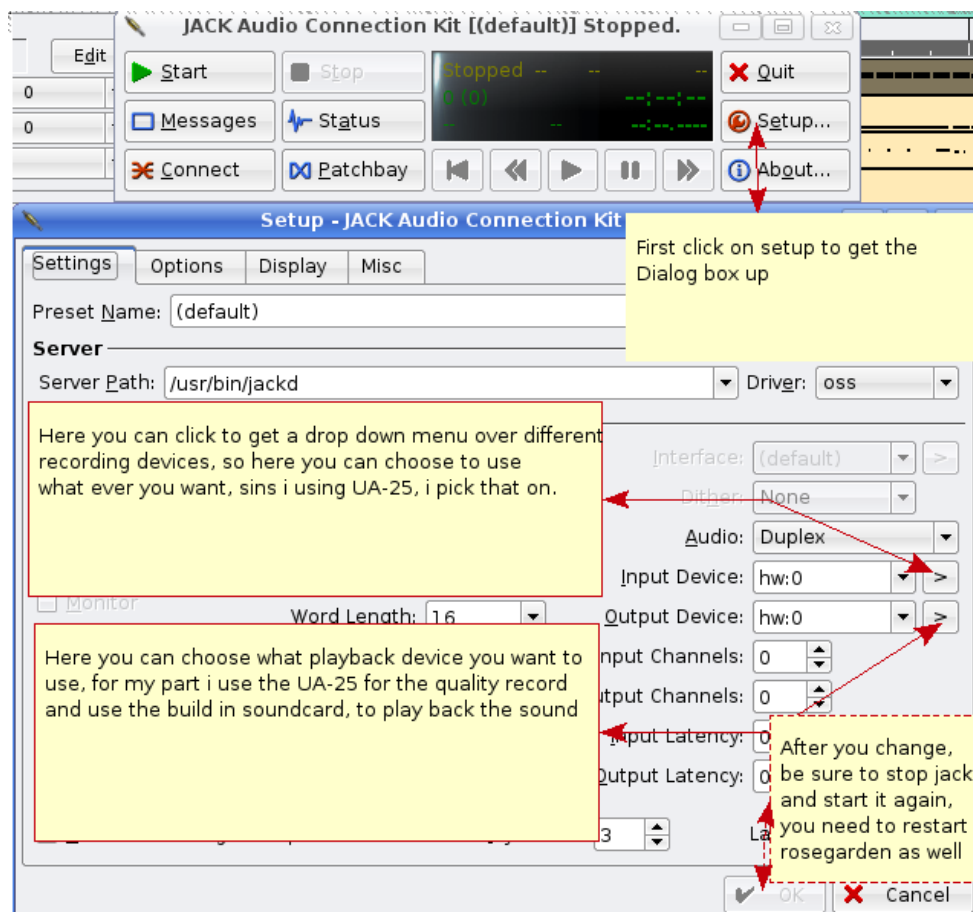 JACK Audio Connection Kit [(default)] Stopped.
Edit
Start
Stop
Stopped -- -- --
Quit
0
0 (0) --:--:--
0
Messages
Status
-- -- --:--.----
Setup...
Connect
Patchbay
About...
Setup - JACK Audio Connection Kit
First click on setup to get the
Dialog box up
Settings Options Display Misc
Preset Name: (default)
Server
Server Path: /usr/bin/jackd Driver: oss
Here you can click to get a drop down menu over different
recording devices, so here you can choose to use
what ever you want, sins i using UA-25, i pick that on.
Interface: (default) >
Dither: None
Audio: Duplex
Input Device: hw:0 >
Monitor
Word Length: 16
Output Device: hw:0 >
Here you can choose what playback device you want to
use, for my part i use the UA-25 for the quality record
and use the build in soundcard, to play back the sound
nput Channels: 0
utput Channels: 0
Input Latency: 0
Output Latency: 0
After you change,
be sure to stop jack
and start it again,
you need to restart
rosegarden as well
3
La
OK
Cancel